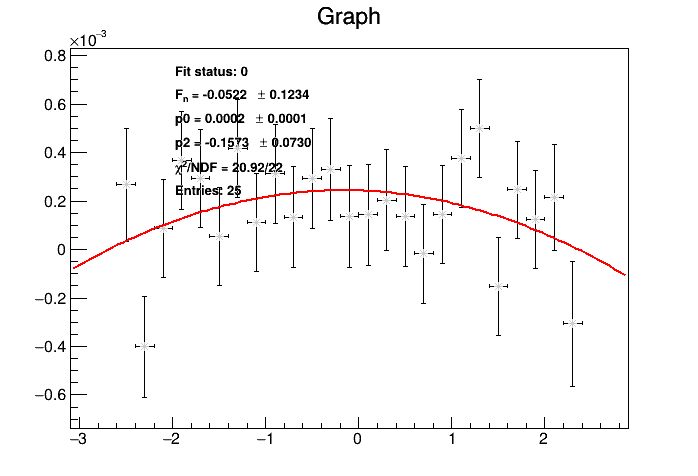 Graph
×10⁻³
0.8
Fit status: 0
Fn = -0.0522 ± 0.1234
0.6
p0 = 0.0002 ± 0.0001
p2 = -0.1573 ± 0.0730
0.4
χ²/NDF = 20.92/22
Entries: 25
0.2
0
−0.2
−0.4
−0.6
−3 −2 −1 0 1 2